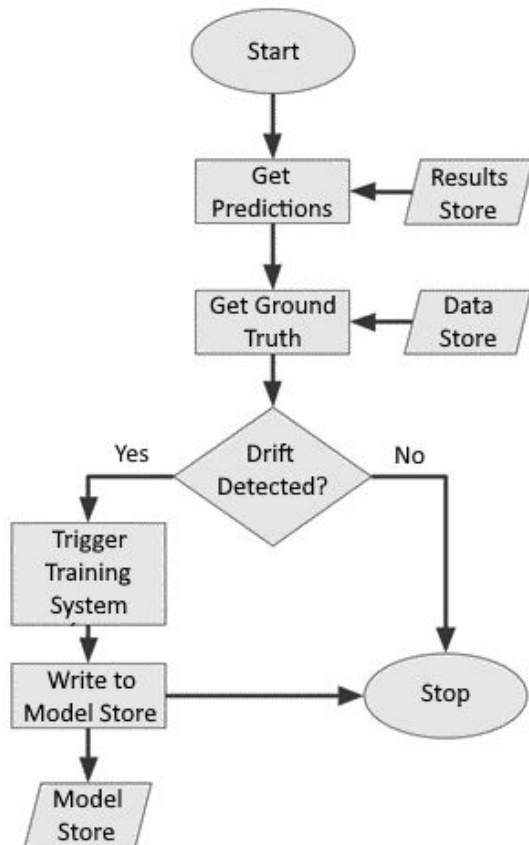 Start
Get
Predictions
Results
Store
Get Ground
Truth
Data
Store
Drift
Detected?
Yes
No
Trigger
Training
System
Write to
Model Store
Stop
Model
Store